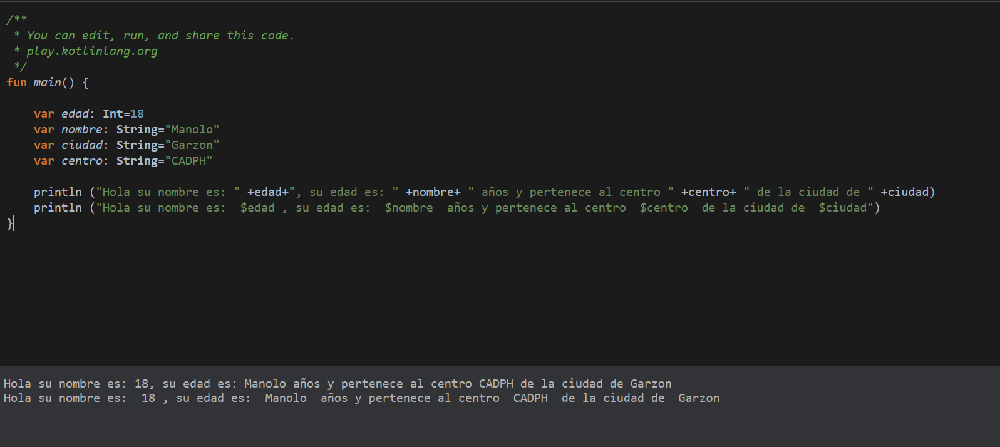 /**
 * You can edit, run, and share this code.
 * play.kotlinlang.org
 */
fun main() {
    var edad: Int=18
    var nombre: String="Manolo"
    var ciudad: String="Garzon"
    var centro: String="CADPH"
    println ("Hola su nombre es: " +edad+", su edad es: " +nombre+ " años y pertenece al centro " +centro+ " de la ciudad de " +ciudad)
    println ("Hola su nombre es:  $edad , su edad es:  $nombre  años y pertenece al centro  $centro  de la ciudad de  $ciudad")
}
Hola su nombre es: 18, su edad es: Manolo años y pertenece al centro CADPH de la ciudad de Garzon
Hola su nombre es:  18 , su edad es:  Manolo  años y pertenece al centro  CADPH  de la ciudad de  Garzon